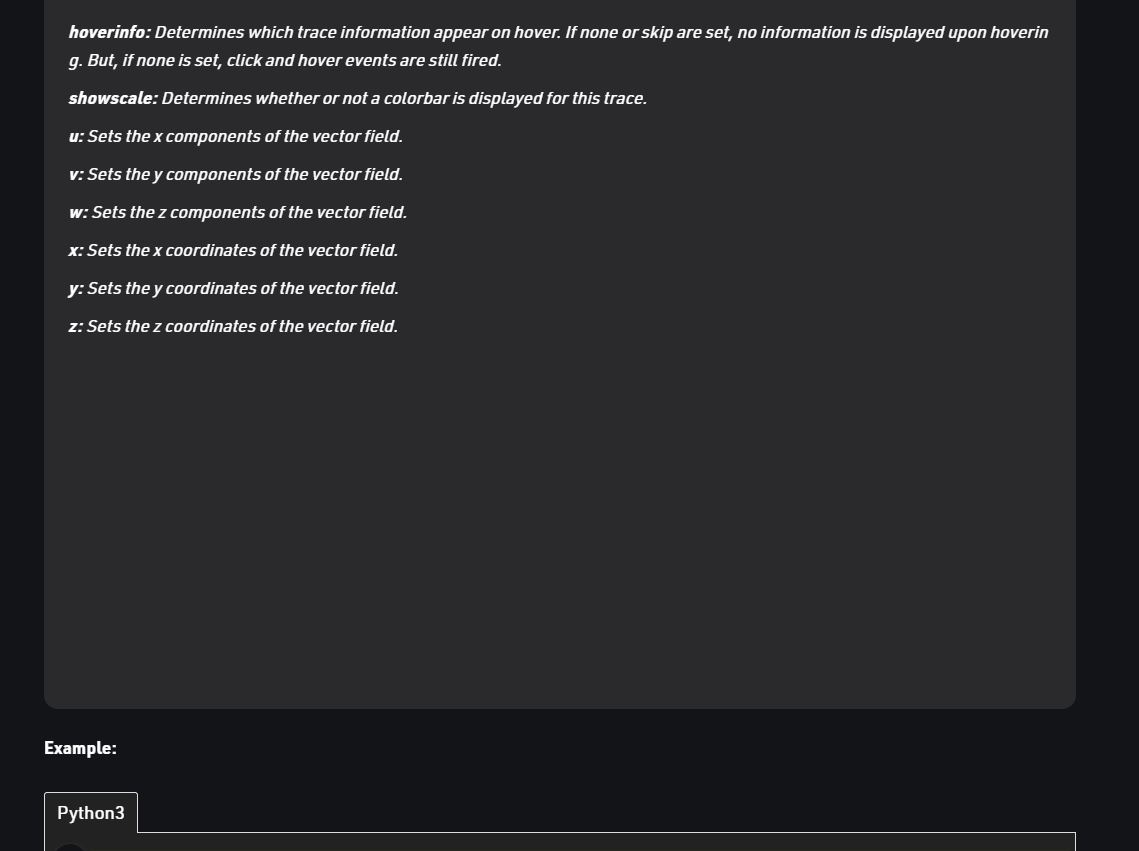 hoverinfo: Determines which trace information appear on hover. If none or skip are set, no information is displayed upon hoverin
g. But, if none is set, click and hover events are still fired.
showscale: Determines whether or not a colorbar is displayed for this trace.
u: Sets the x components of the vector field.
v: Sets the y components of the vector field.
w: Sets the z components of the vector field.
x: Sets the x coordinates of the vector field.
y: Sets the y coordinates of the vector field.
z: Sets the z coordinates of the vector field.
Example:
Python3